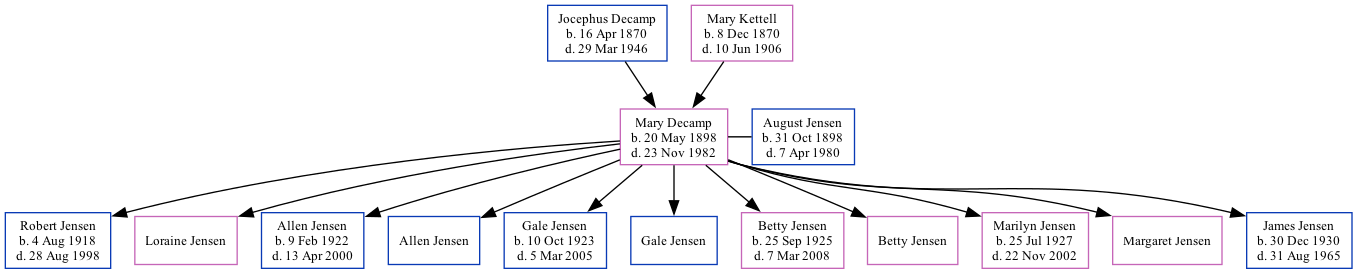 Jocephus Decamp
b. 16 Apr 1870
d. 29 Mar 1946
Mary Kettell
b. 8 Dec 1870
d. 10 Jun 1906
Mary Decamp
b. 20 May 1898
d. 23 Nov 1982
August Jensen
b. 31 Oct 1898
d. 7 Apr 1980
Robert Jensen
b. 4 Aug 1918
d. 28 Aug 1998
Loraine Jensen
Allen Jensen
b. 9 Feb 1922
d. 13 Apr 2000
Allen Jensen
Gale Jensen
b. 10 Oct 1923
d. 5 Mar 2005
Gale Jensen
Betty Jensen
b. 25 Sep 1925
d. 7 Mar 2008
Betty Jensen
Marilyn Jensen
b. 25 Jul 1927
d. 22 Nov 2002
Margaret Jensen
James Jensen
b. 30 Dec 1930
d. 31 Aug 1965